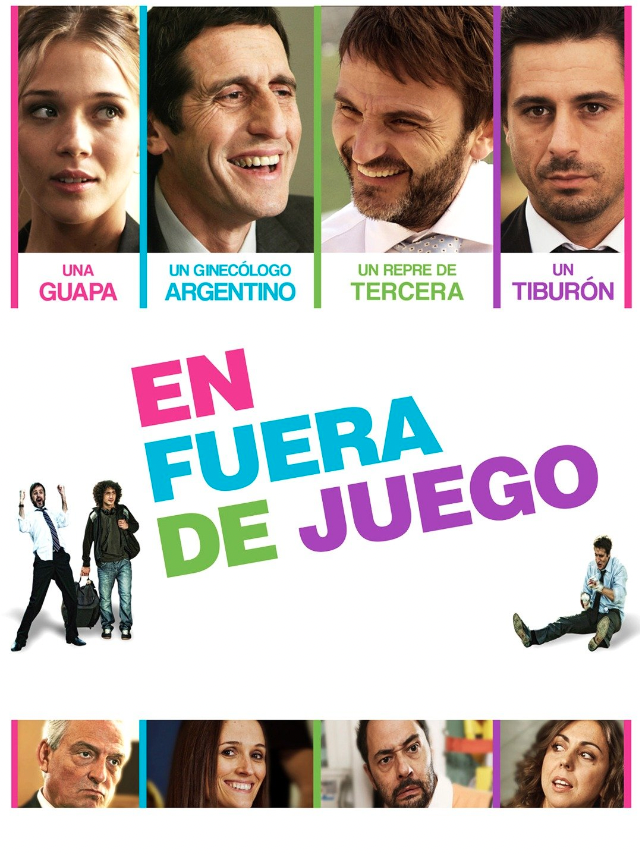 UNA
GUAPA
UN GINECÓLOGO
ARGENTINO
UN REPRE DE
TERCERA
UN
TIBURÓN
EN
FUERA
DE JUEGO